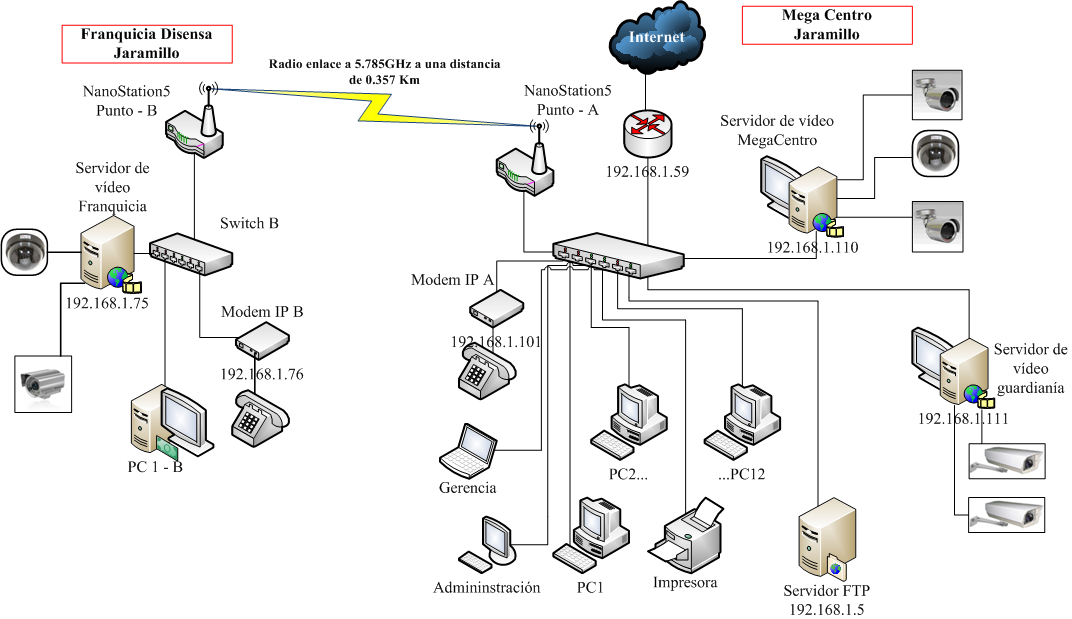 Franquicia Disensa
Jaramillo
Mega Centro
Jaramillo
Internet
Radio enlace a 5.785GHz a una distancia
de 0.357 Km
NanoStation5
Punto - B
NanoStation5
Punto - A
192.168.1.59
Servidor de vídeo
MegaCentro
192.168.1.110
Servidor de
vídeo
Franquicia
192.168.1.75
Switch B
Modem IP B
192.168.1.76
PC 1 - B
Modem IP A
192.168.1.101
Gerencia
Admininstración
PC1
PC2...
...PC12
Impresora
Servidor FTP
192.168.1.5
Servidor de
vídeo
guardianía
192.168.1.111